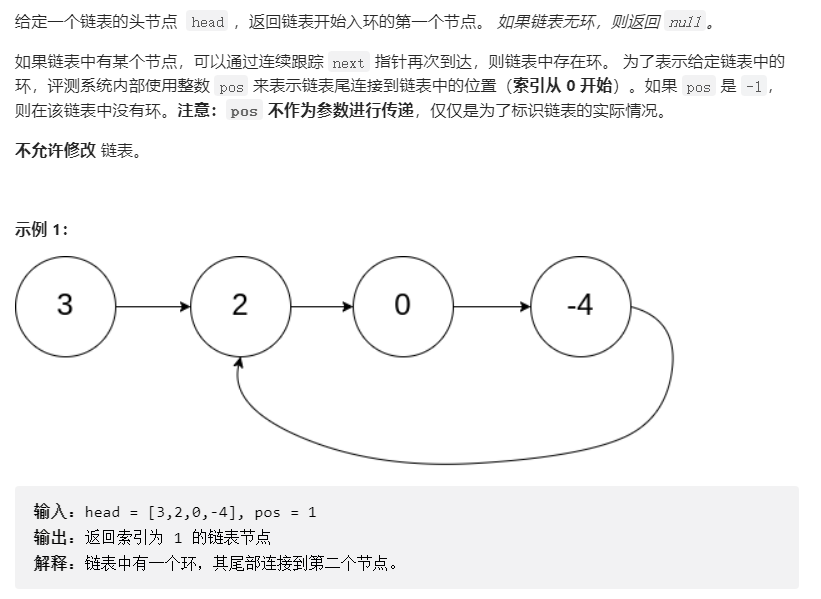 给定一个链表的头节点 head ，返回链表开始入环的第一个节点。 如果链表无环，则返回 null。
如果链表中有某个节点，可以通过连续跟踪 next 指针再次到达，则链表中存在环。 为了表示给定链表中的
环，评测系统内部使用整数 pos 来表示链表尾连接到链表中的位置（索引从 0 开始）。如果 pos 是 -1，
则在该链表中没有环。注意：pos 不作为参数进行传递，仅仅是为了标识链表的实际情况。
不允许修改 链表。
示例 1：
3 2 0 -4
输入：head = [3,2,0,-4], pos = 1
输出：返回索引为 1 的链表节点
解释：链表中有一个环，其尾部连接到第二个节点。